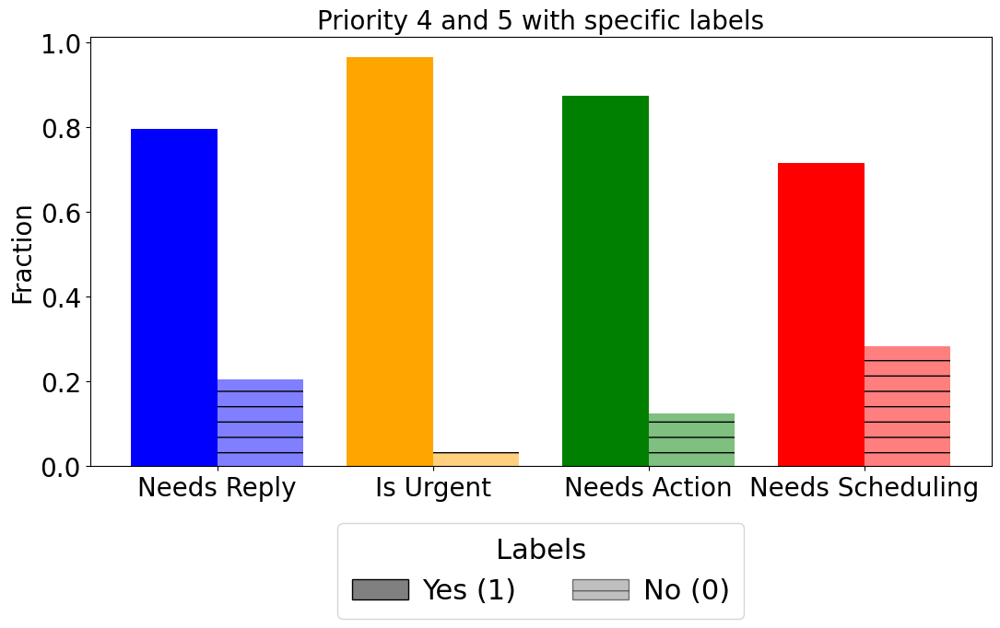 Priority 4 and 5 with specific labels
1.0
0.8
0.6
0.4
0.2
0.0
Fraction
Needs Reply
Is Urgent
Needs Action
Needs Scheduling
Labels
Yes (1)
No (0)